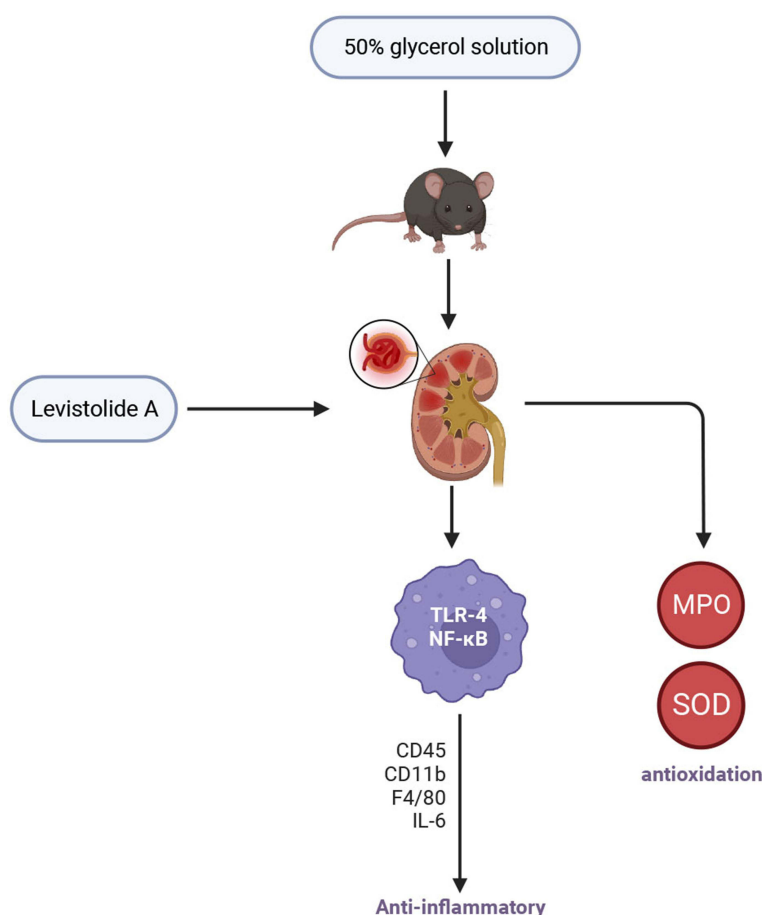 50% glycerol solution
Levistolide A
TLR-4
NF-κB
MPO
SOD
antioxidation
CD45
CD11b
F4/80
IL-6
Anti-inflammatory